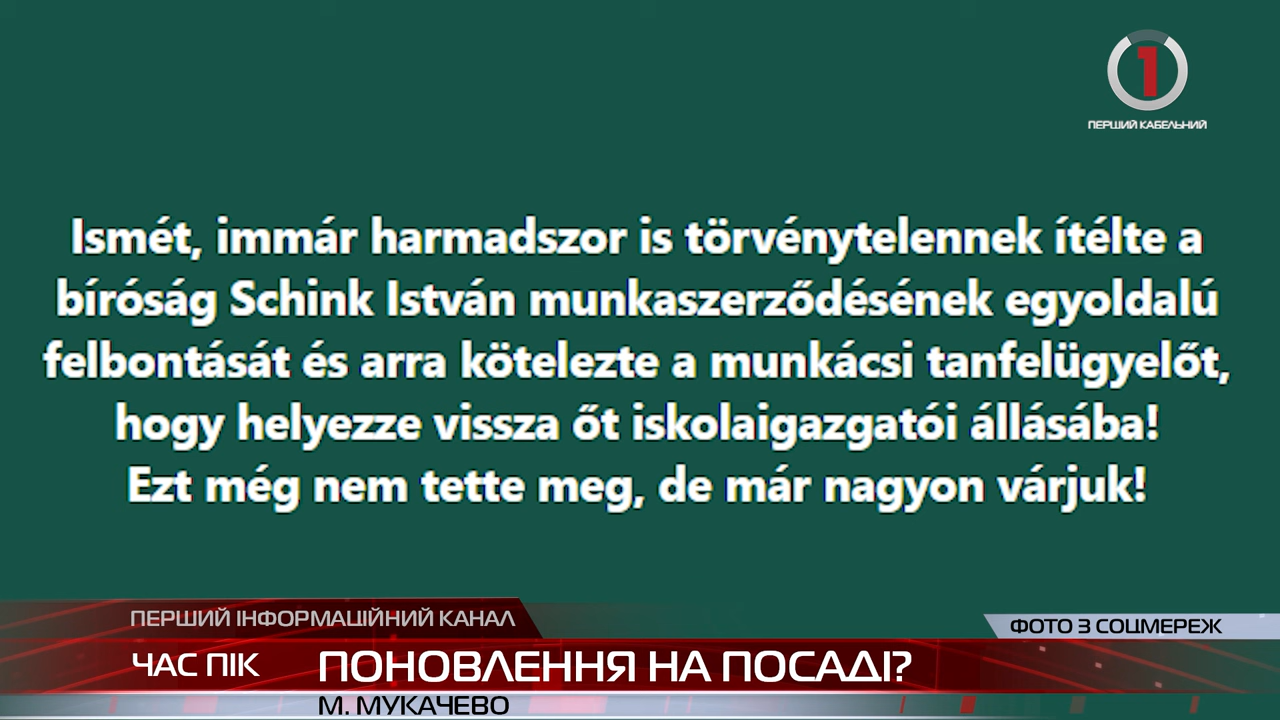 1
ПЕРШИЙ КАБЕЛЬНИЙ
Ismét, immár harmadszor is törvénytelennek ítélte a
bíróság Schink István munkaszerződésének egyoldalú
felbontását és arra kötelezte a munkácsi tanfelügyelőt,
hogy helyezze vissza őt iskolaigazgatói állásába!
Ezt még nem tette meg, de már nagyon várjuk!
ПЕРШИЙ ІНФОРМАЦІЙНИЙ КАНАЛ
ФОТО З СОЦМЕРЕЖ
ЧАС ПІК ПОНОВЛЕННЯ НА ПОСАДІ?
М. МУКАЧЕВО